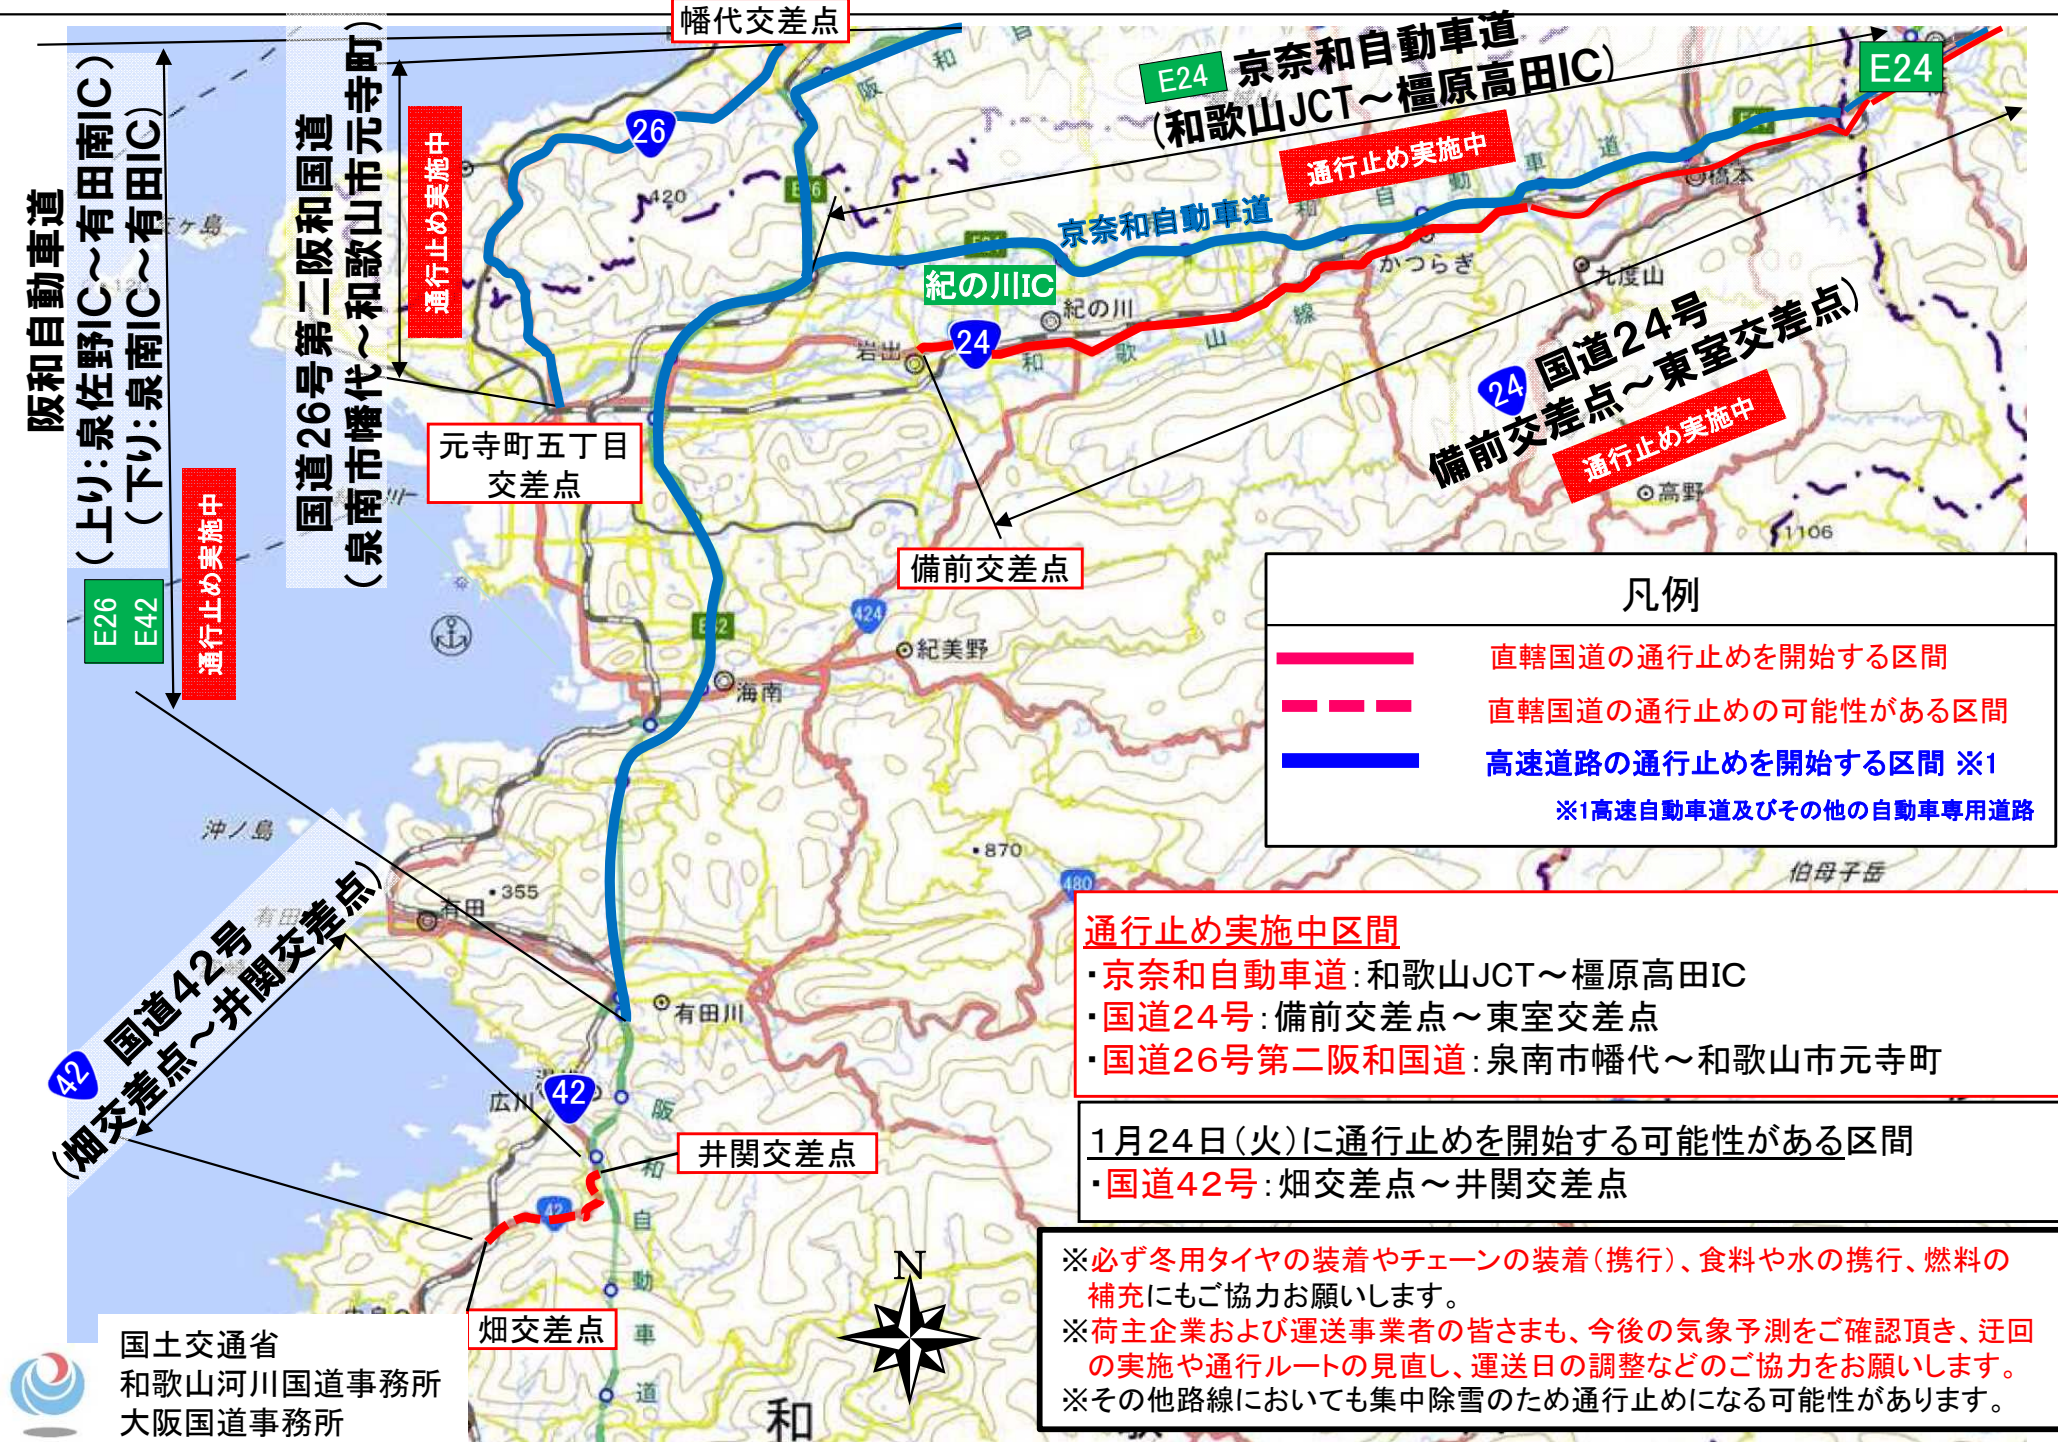 幡代交差点
阪和自動車道
(上り:泉佐野IC～有田南IC)
(下り:泉南IC～有田IC)
E26
E42
通行止め実施中
国道26号第二阪和国道
(泉南市幡代～和歌山市元寺町)
通行止め実施中
26
E24 京奈和自動車道
(和歌山JCT～橿原高田IC)
通行止め実施中
E24
420
橋本
京奈和自動車道
紀の川IC
紀の川
かつらぎ
九度山
岩出
24
和歌山線
24 国道24号
備前交差点～東室交差点)
通行止め実施中
高野
1106
元寺町五丁目
交差点
備前交差点
424
紀美野
海南
凡例
直轄国道の通行止めを開始する区間
直轄国道の通行止めの可能性がある区間
高速道路の通行止めを開始する区間 ※1
※1高速自動車道及びその他の自動車専用道路
沖ノ島
870
480
伯母子岳
355
有田
有田川
42 国道42号
(畑交差点～井関交差点)
広川
42
阪和自動車道
井関交差点
42
畑交差点
通行止め実施中区間
・京奈和自動車道:和歌山JCT～橿原高田IC
・国道24号:備前交差点～東室交差点
・国道26号第二阪和国道:泉南市幡代～和歌山市元寺町
1月24日(火)に通行止めを開始する可能性がある区間
・国道42号:畑交差点～井関交差点
※必ず冬用タイヤの装着やチェーンの装着(携行)、食料や水の携行、燃料の
補充にもご協力お願いします。
※荷主企業および運送事業者の皆さまも、今後の気象予測をご確認頂き、迂回
の実施や通行ルートの見直し、運送日の調整などのご協力をお願いします。
※その他路線においても集中除雪のため通行止めになる可能性があります。
N
和
国土交通省
和歌山河川国道事務所
大阪国道事務所